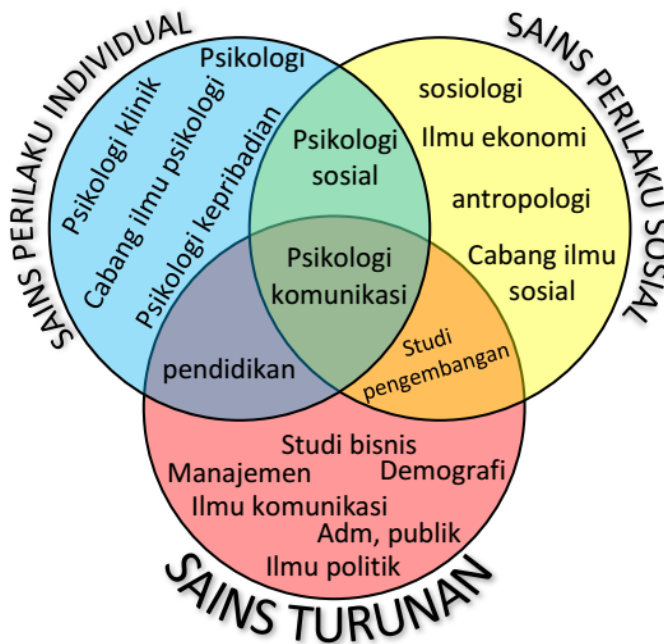 SAINS PERILAKU INDIVIDUAL
SAINS PERILAKU SOSIAL
Psikologi
Psikologi klinik
Cabang ilmu psikologi
Psikologi kepribadian
Psikologi
sosial
sosiologi
Ilmu ekonomi
antropologi
Cabang ilmu
sosial
Psikologi
komunikasi
pendidikan
Studi
pengembangan
Studi bisnis
Manajemen
Demografi
Ilmu komunikasi
Adm, publik
Ilmu politik
SAINS TURUNAN